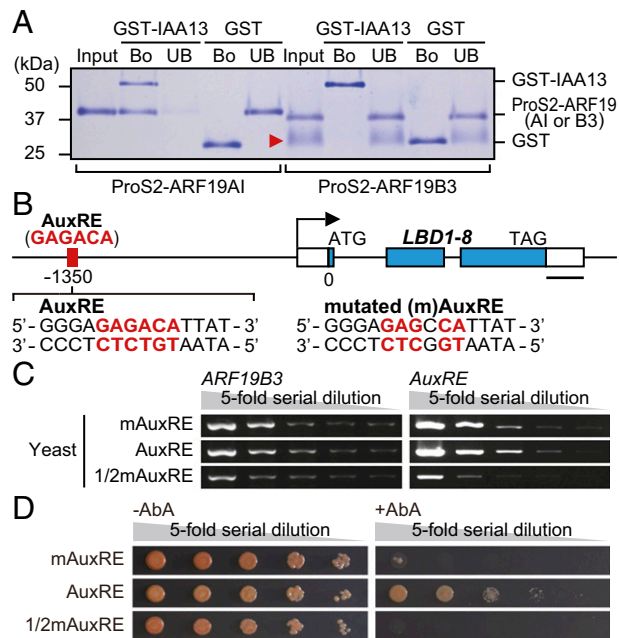 A
GST-IAA13 GST GST-IAA13 GST
(kDa) Input Bo UB Bo UB Input Bo UB Bo UB
50 GST-IAA13
37 ProS2-ARF19
(AI or B3)
25 GST
ProS2-ARF19AI ProS2-ARF19B3
B
AuxRE
(GAGACA)
ATG LBD1-8 TAG
-1350 0
AuxRE mutated (m)AuxRE
5'-GGGAGAGACATTAT-3' 5'-GGGAGAGCCATTAT-3'
3'-CCCTCTCTGTAATA-5' 3'-CCCTCTCGGTAATA-5'
C
ARF19B3 AuxRE
5-fold serial dilution 5-fold serial dilution
Yeast
mAuxRE
AuxRE
1/2mAuxRE
D
-AbA +AbA
5-fold serial dilution 5-fold serial dilution
mAuxRE
AuxRE
1/2mAuxRE